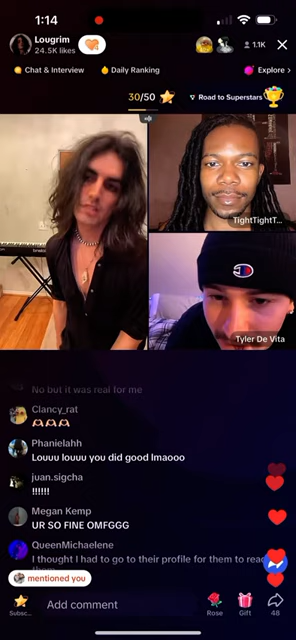 1:14
Lougrim
24.5K likes
1.1K
Chat & Interview
Daily Ranking
Explore >
30/50
Road to Superstars
TightTightT...
Tyler De Vita
No but it was real for me
Clancy_rat
Phanielahh
Louuu louuu you did good lmaooo
juan.sigcha
!!!!!!
Megan Kemp
UR SO FINE OMFGGG
QueenMichaelene
I thought I had to go to their profile for them to
mentioned you
Subsc...
Add comment
Rose
Gift
48